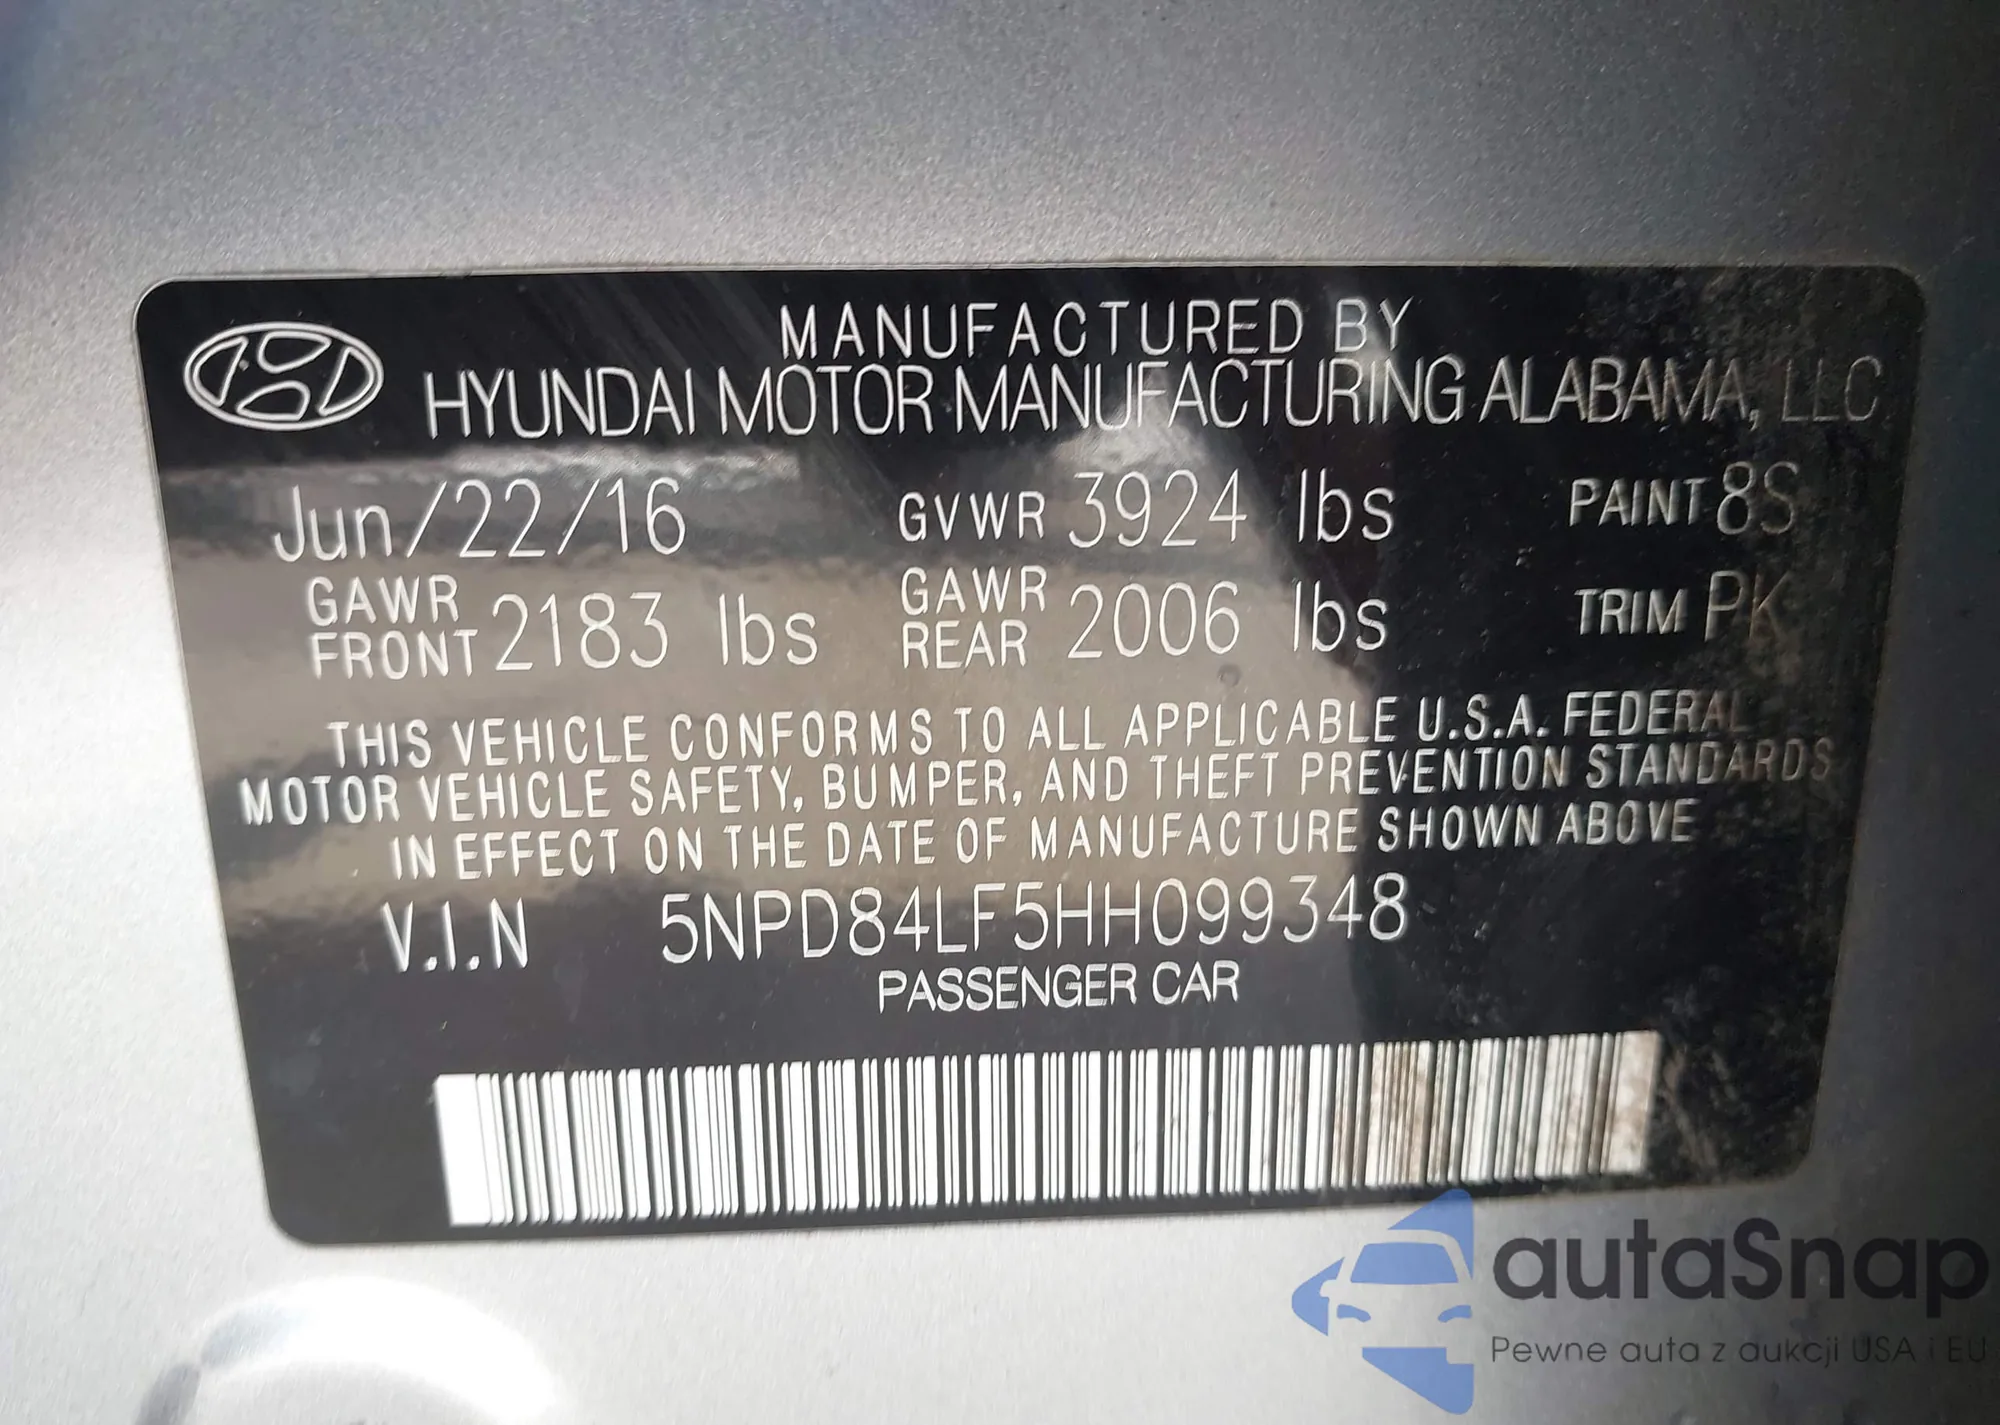 MANUFACTURED BY
HYUNDAI MOTOR MANUFACTURING ALABAMA, LLC
Jun/22/16 GVWR 3924 lbs PAINT 8S
GAWR FRONT 2183 lbs GAWR REAR 2006 lbs TRIM PK
THIS VEHICLE CONFORMS TO ALL APPLICABLE U.S.A. FEDERAL
MOTOR VEHICLE SAFETY, BUMPER, AND THEFT PREVENTION STANDARDS
IN EFFECT ON THE DATE OF MANUFACTURE SHOWN ABOVE
V.I.N 5NPD84LF5HH099348
PASSENGER CAR
autaSnap
Pewne auta z aukcji USA i EU